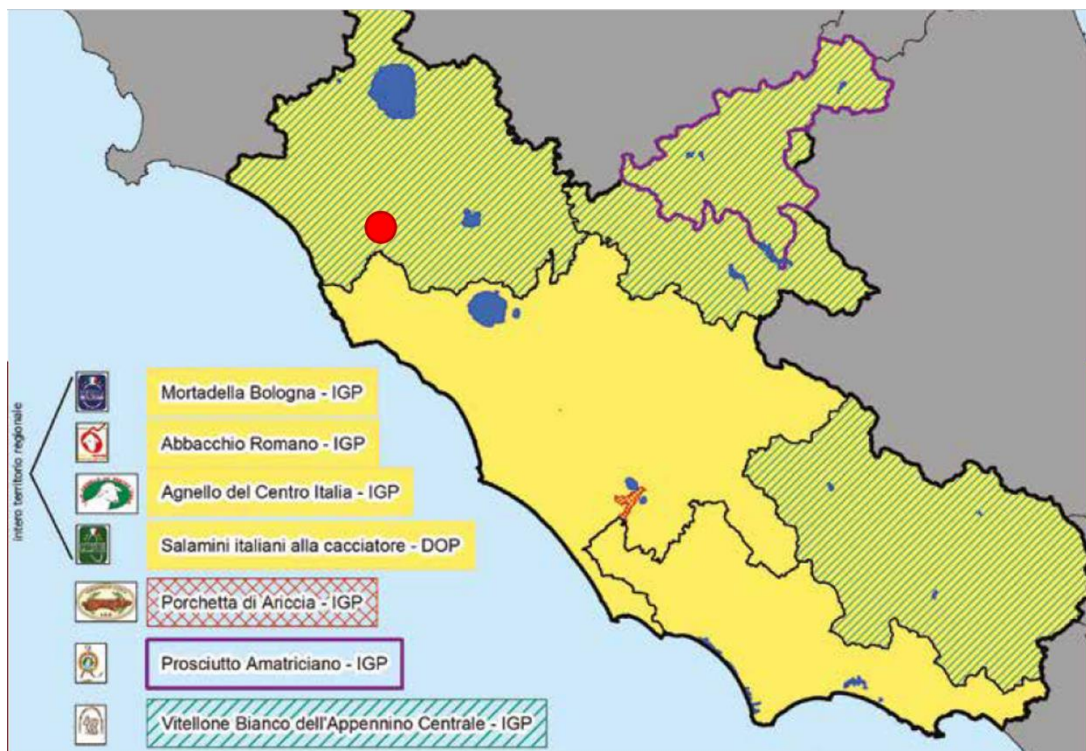 intero territorio regionale
Mortadella Bologna - IGP
Abbacchio Romano - IGP
Agnello del Centro Italia - IGP
Salamini italiani alla cacciatore - DOP
Porchetta di Ariccia - IGP
Prosciutto Amatriciano - IGP
Vitellone Bianco dell'Appennino Centrale - IGP